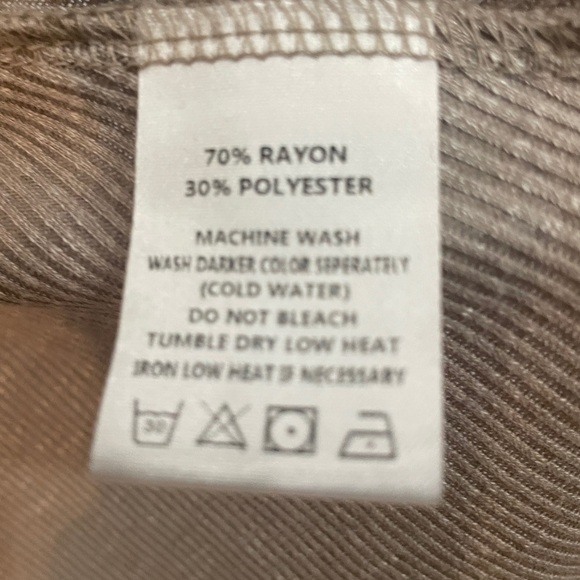 70% RAYON
30% POLYESTER
MACHINE WASH
WASH DARKER COLOR SEPERATELY
(COLD WATER)
DO NOT BLEACH
TUMBLE DRY LOW HEAT
IRON LOW HEAT IF NECESSARY
30